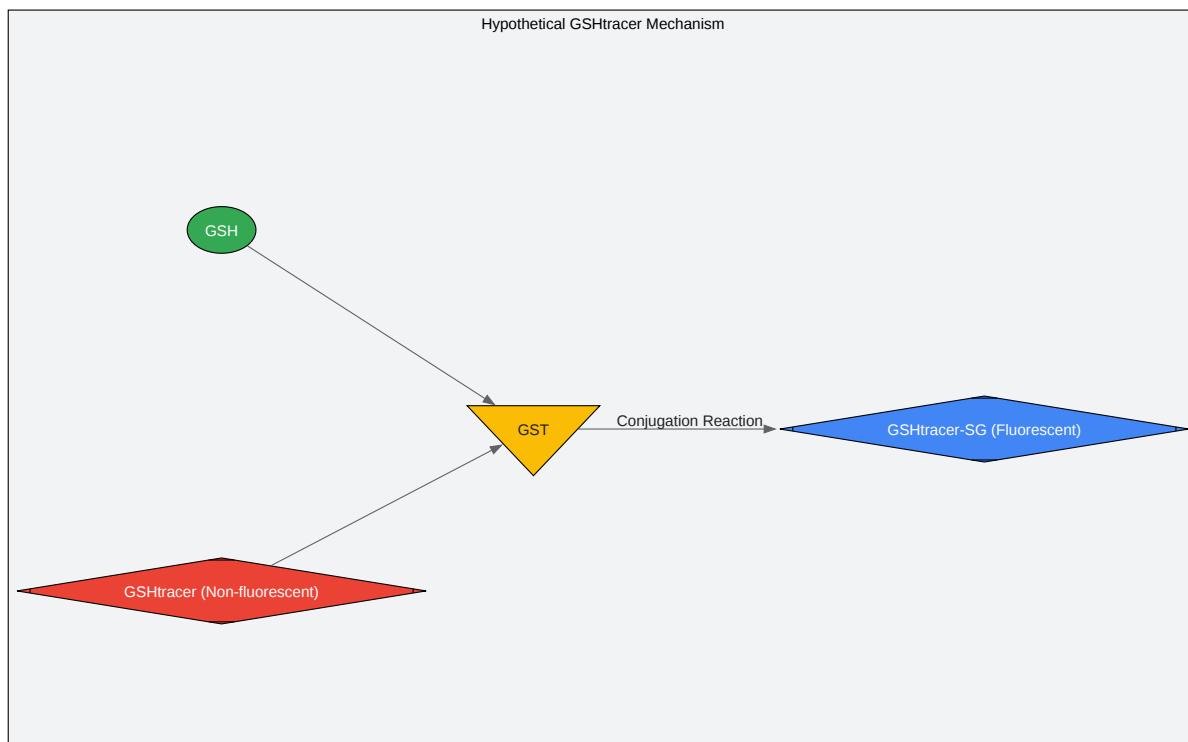 Hypothetical GSHtracer Mechanism
GSH
GST
Conjugation Reaction
GSHtracer-SG (Fluorescent)
GSHtracer (Non-fluorescent)